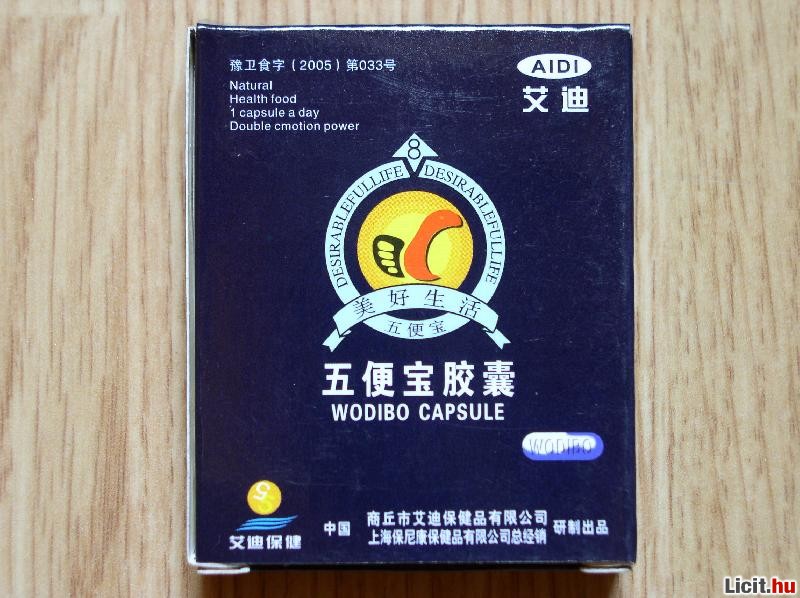 豫卫食字（2005）第033号
Natural
Health food
1 capsule a day
Double cmotion power
AIDI
艾迪
8
DESIRABLEFULLIFE DESIRABLEFULLIFE
美好生活
五便宝
五便宝胶囊
WODIBO CAPSULE
WODIBO
5
艾迪保健
中国 商丘市艾迪保健品有限公司 研制出品
上海保尼康保健品有限公司总经销
Licit.hu